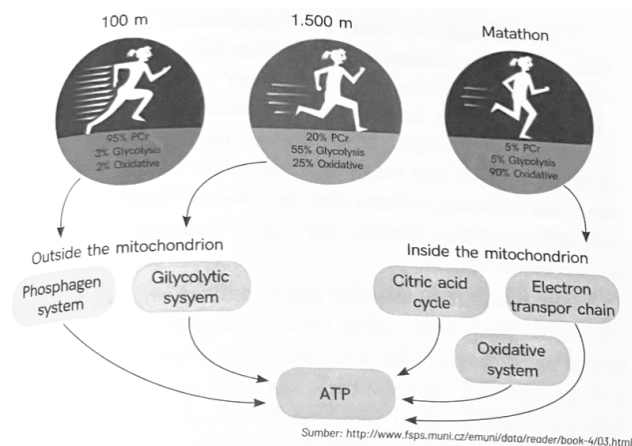 100 m
1.500 m
Matathon
95% PCr
3% Glycolysis
2% Oxidative
20% PCr
55% Glycolysis
25% Oxidative
5% PCr
5% Glycolysis
90% Oxidative
Outside the mitochondrion
Inside the mitochondrion
Phosphagen
system
Gilycolytic
sysyem
Citric acid
cycle
Electron
transpor chain
Oxidative
system
ATP
Sumber: http://www.fsps.muni.cz/emuni/data/reader/book-4/03.html